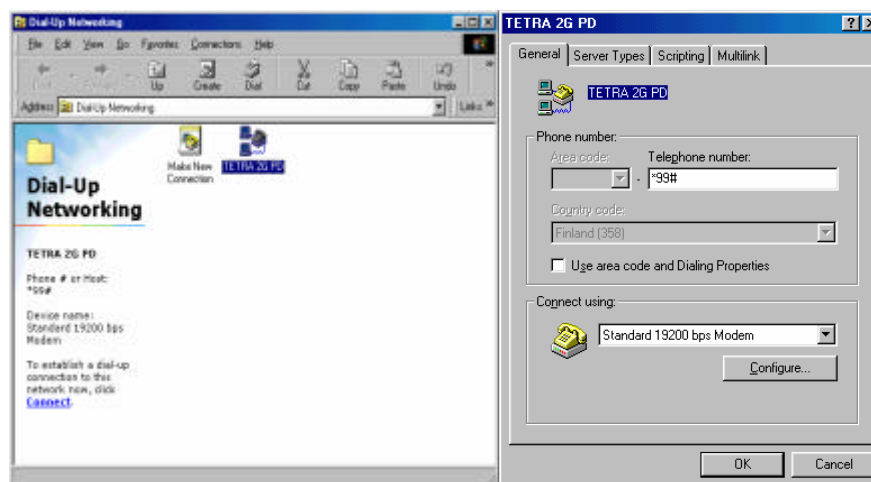 Dial-Up Networking
File Edit View Go Favorites Connections Help
Up Create Dial Cut Copy Paste Undo
Address Dial-Up Networking Links
Make New
Connection
TETRA 2G PD
Dial-Up
Networking
TETRA 2G PD
Phone # or Host:
*99#
Device name:
Standard 19200 bps
Modem
To establish a dial-up
connection to this
network now, click
Connect.
TETRA 2G PD
General Server Types Scripting Multilink
TETRA 2G PD
Phone number:
Area code: Telephone number:
- *99#
Country code:
Finland (358)
Use area code and Dialing Properties
Connect using:
Standard 19200 bps Modem
Configure...
OK Cancel